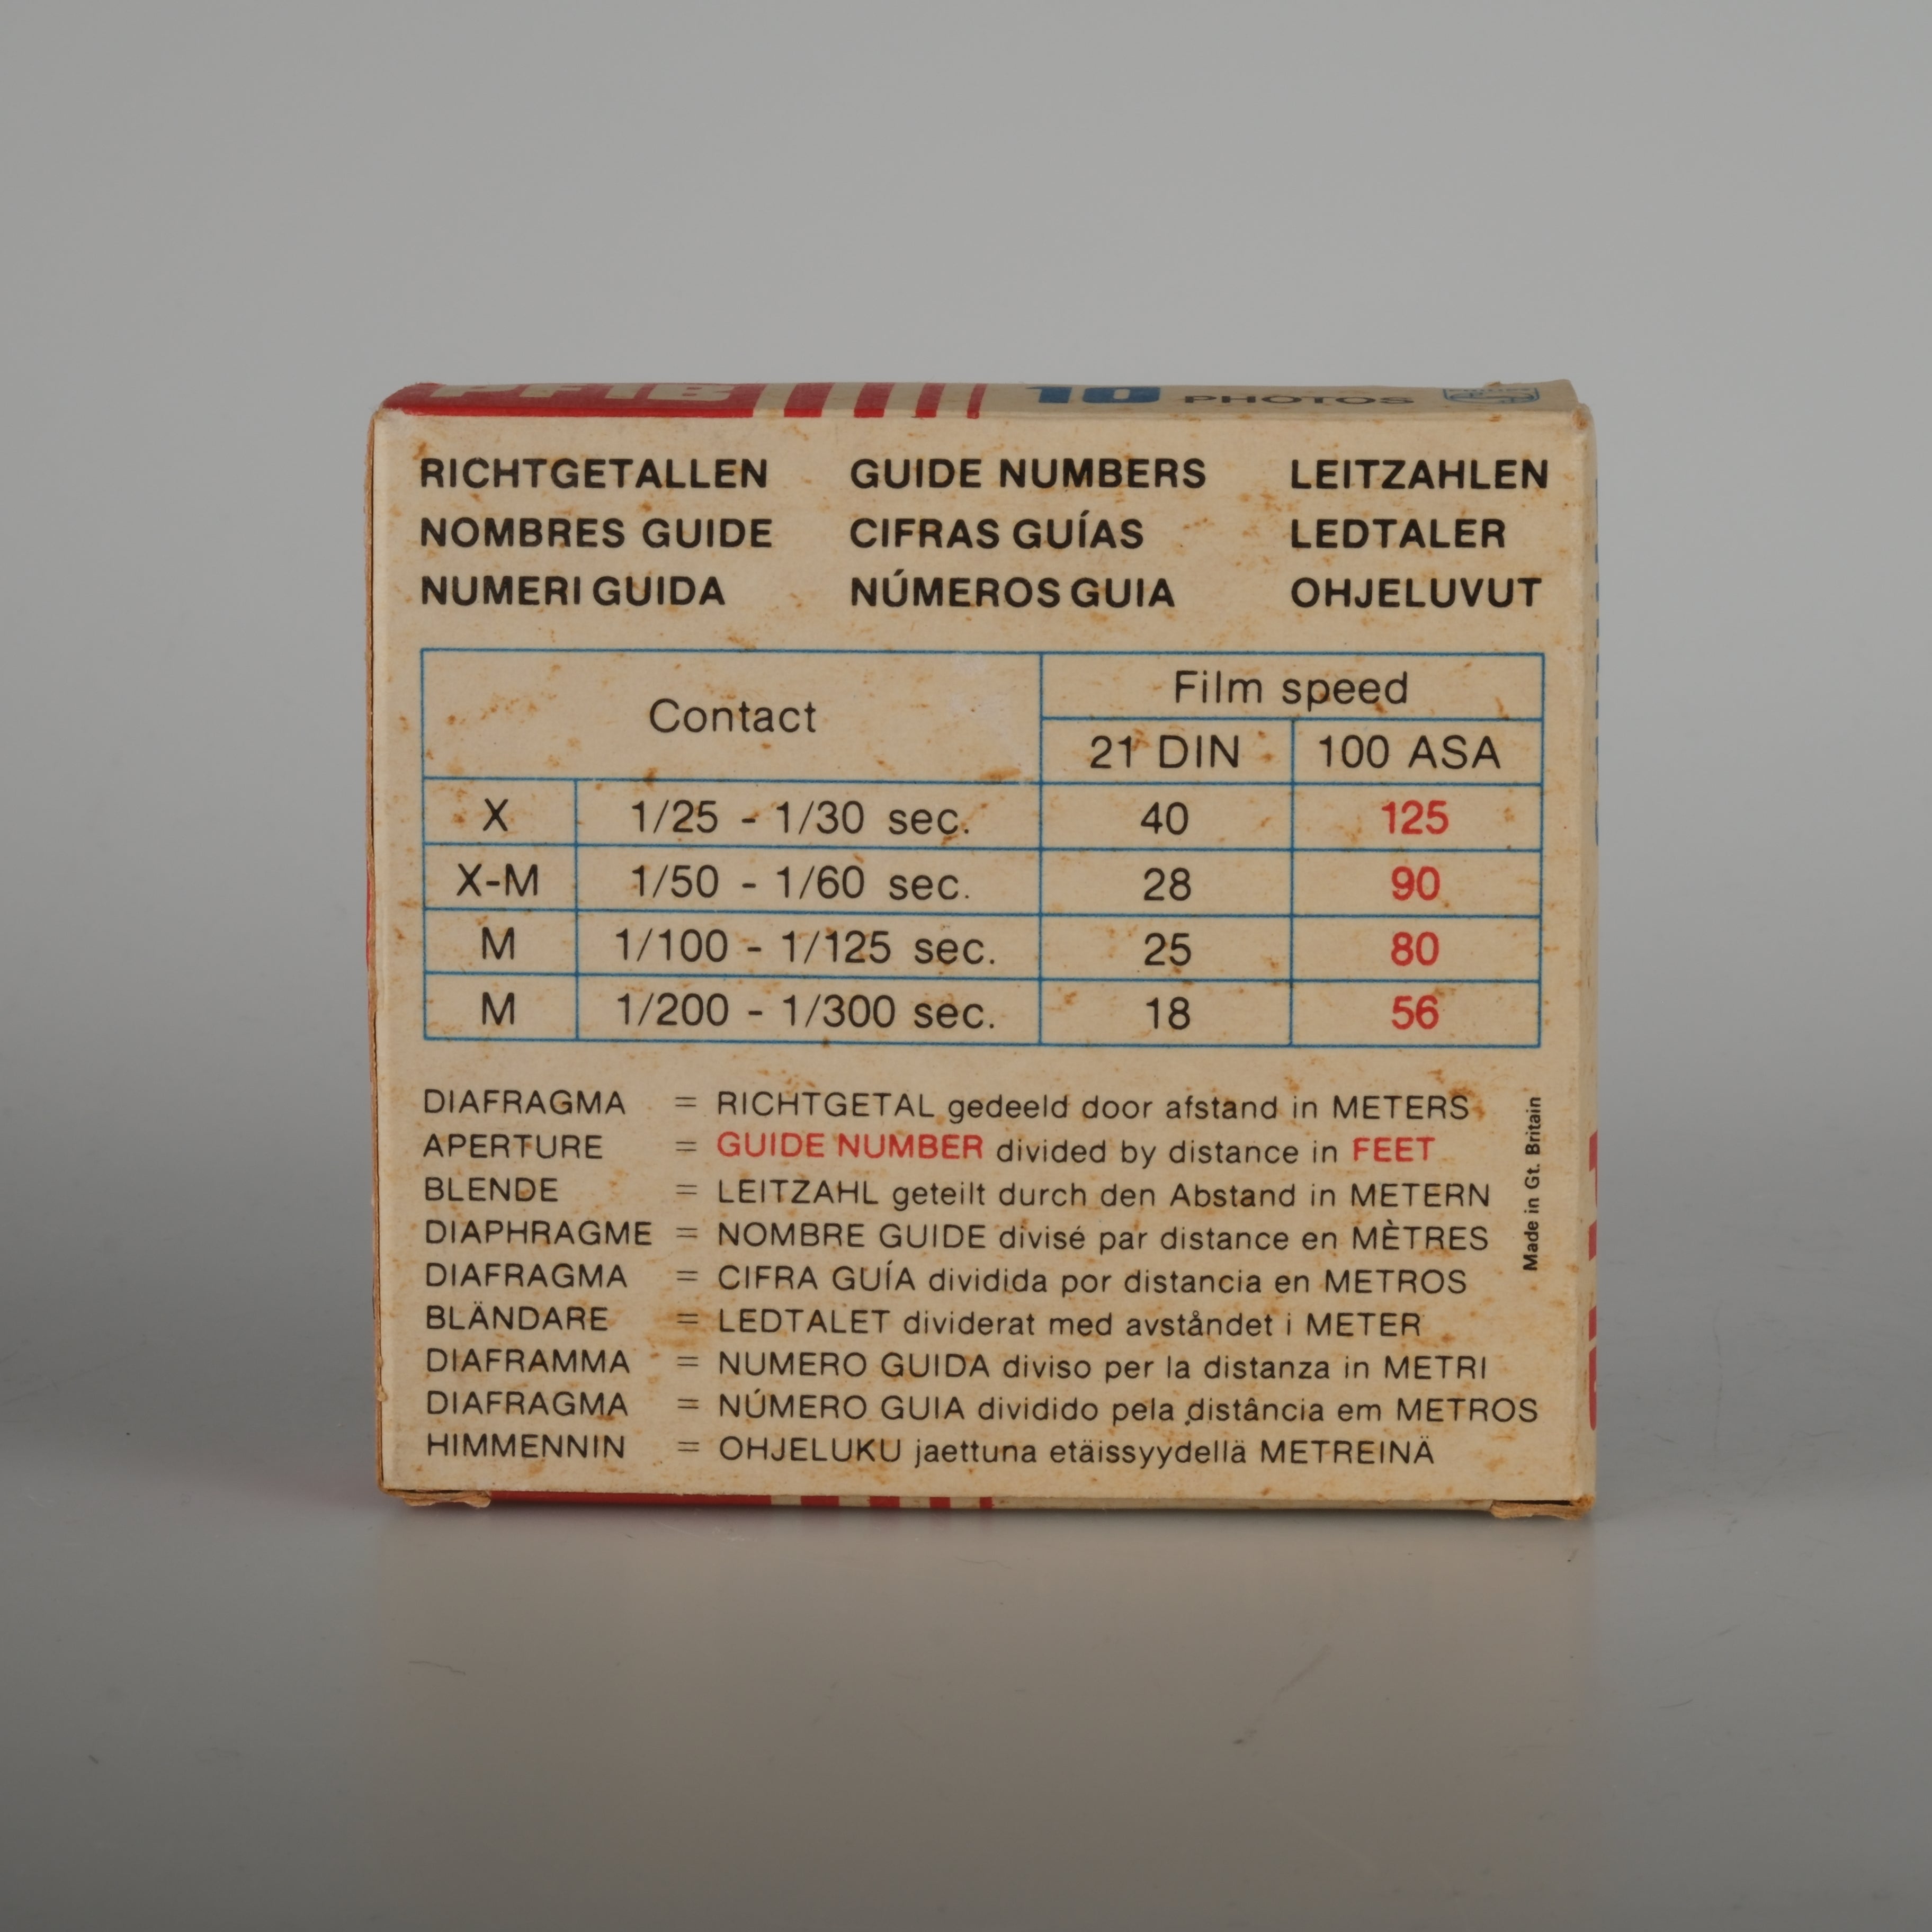 PF1B 10 PHOTOS
RICHTGETALLEN GUIDE NUMBERS LEITZAHLEN
NOMBRES GUIDE CIFRAS GUÍAS LEDTALER
NUMERI GUIDA NÚMEROS GUIA OHJELUVUT
Contact Film speed
21 DIN 100 ASA
X 1/25 - 1/30 sec. 40 125
X-M 1/50 - 1/60 sec. 28 90
M 1/100 - 1/125 sec. 25 80
M 1/200 - 1/300 sec. 18 56
DIAFRAGMA = RICHTGETAL gedeeld door afstand in METERS
APERTURE = GUIDE NUMBER divided by distance in FEET
BLENDE = LEITZAHL geteilt durch den Abstand in METERN
DIAPHRAGME = NOMBRE GUIDE divisé par distance en MÈTRES
DIAFRAGMA = CIFRA GUÍA dividida por distancia en METROS
BLÄNDARE = LEDTALET dividerat med avståndet i METER
DIAFRAMMA = NUMERO GUIDA diviso per la distanza in METRI
DIAFRAGMA = NÚMERO GUIA dividido pela distância em METROS
HIMMENNIN = OHJELUKU jaettuna etäissyydellä METREINÄ
Made in Gt. Britain